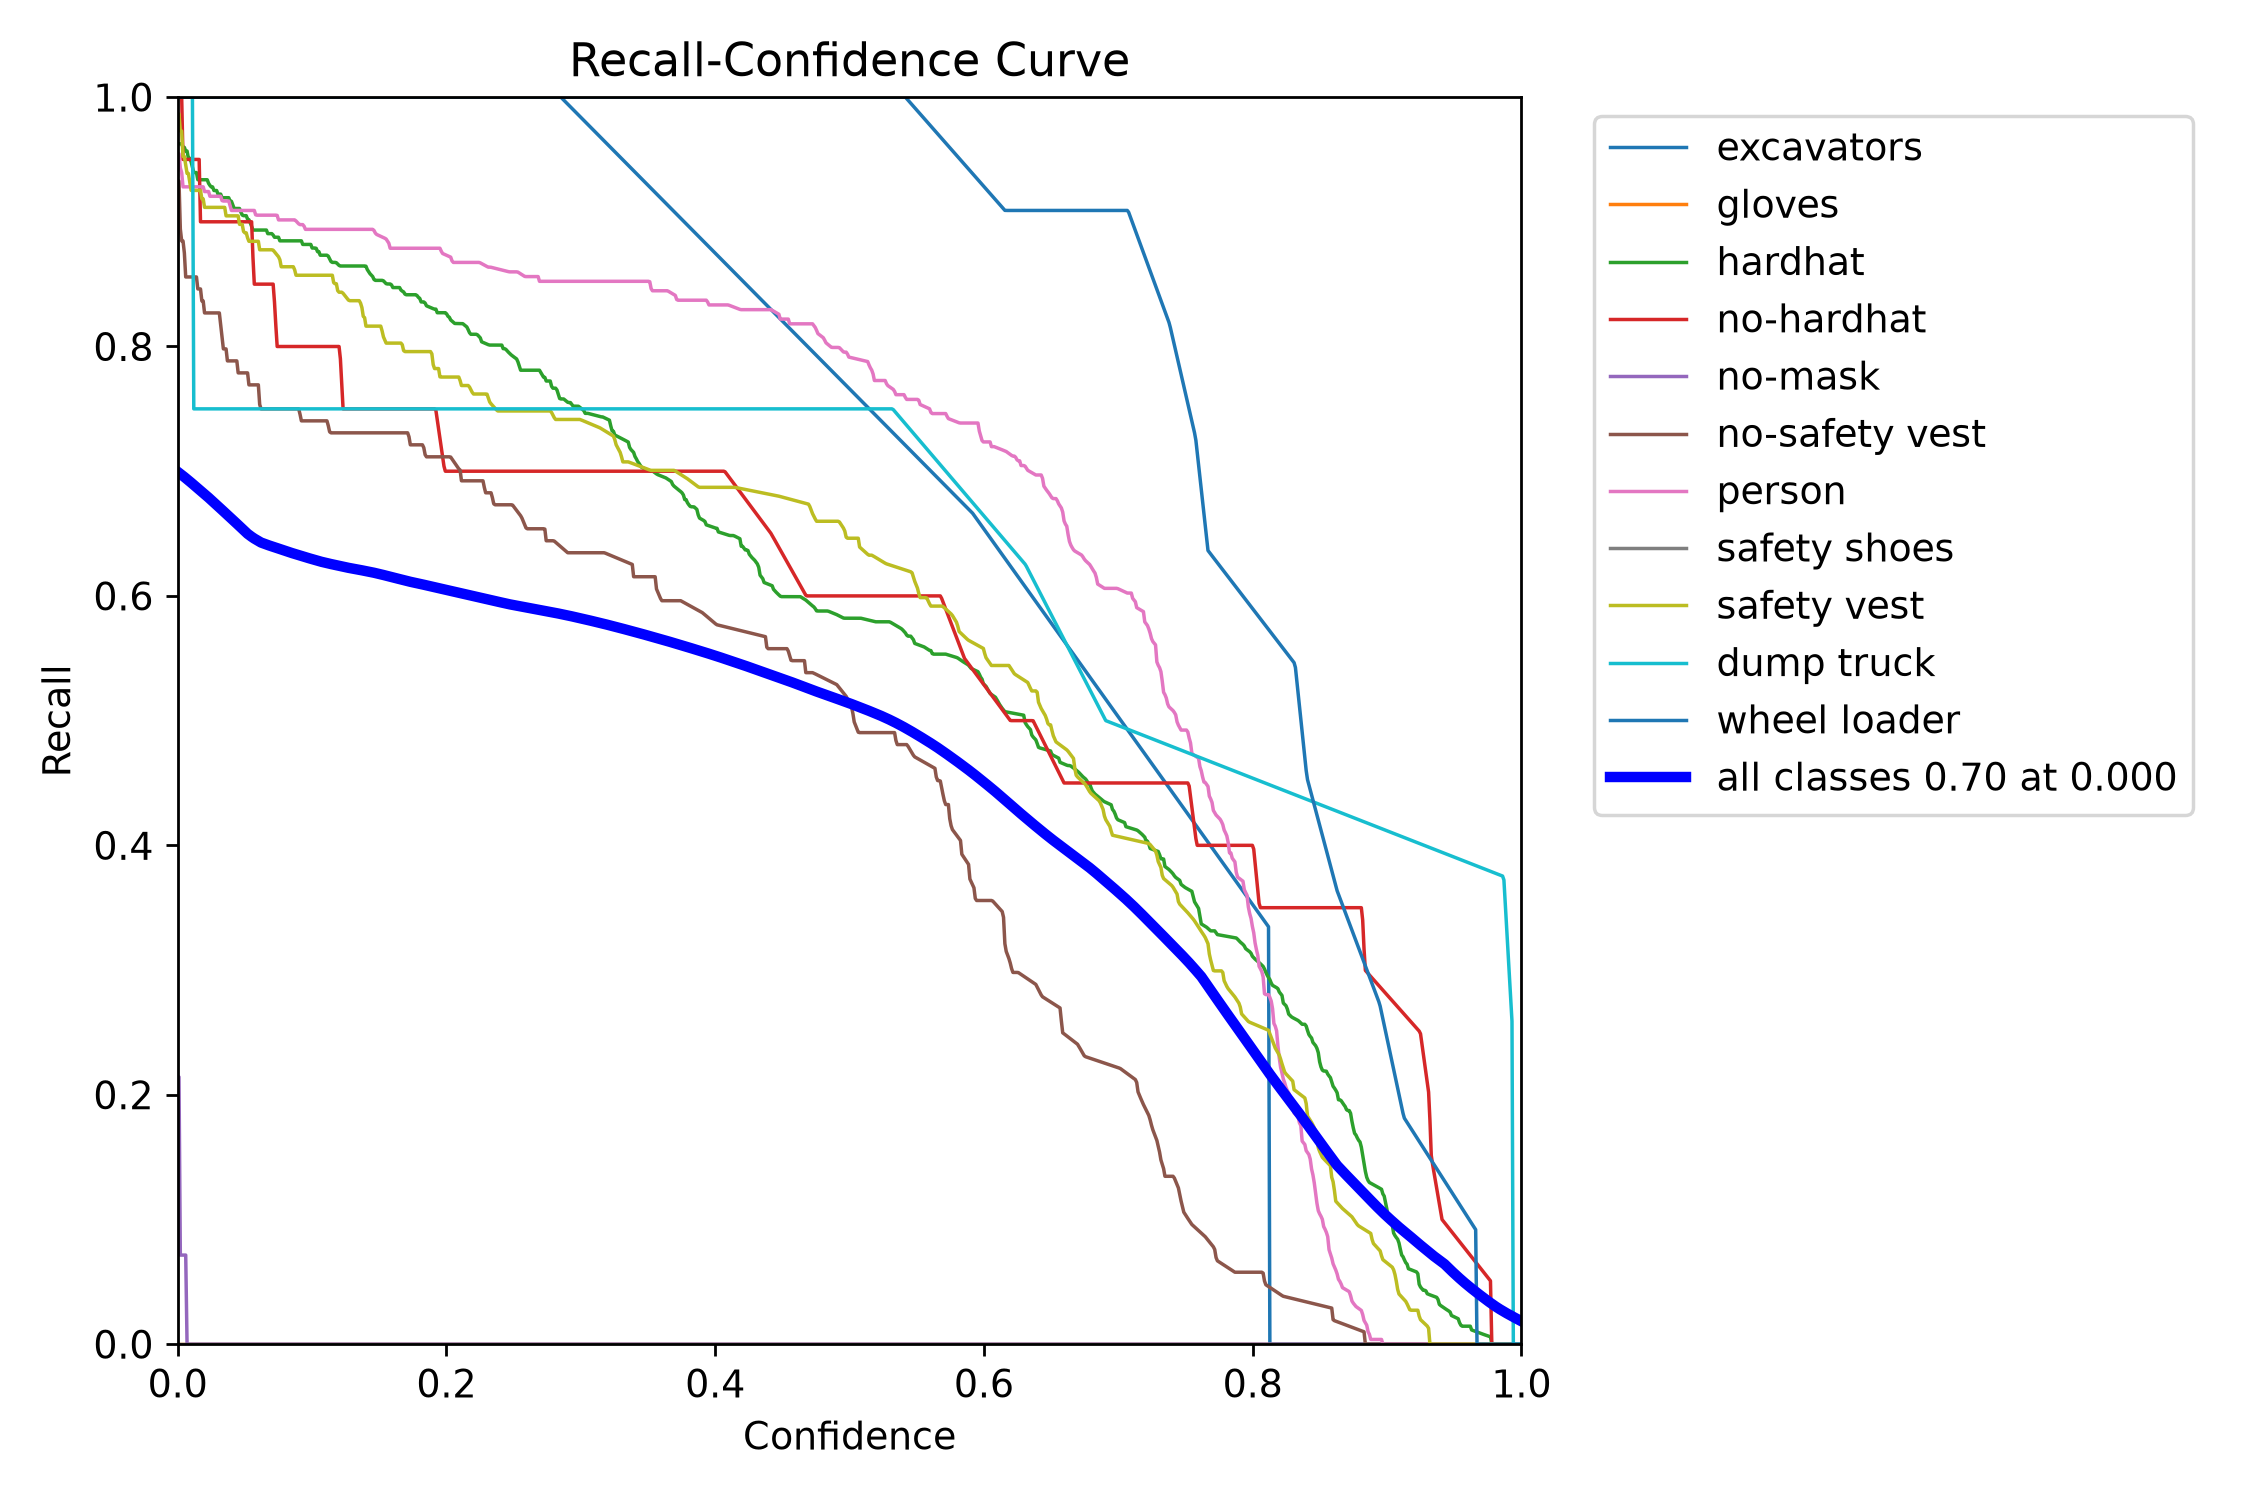 Recall-Confidence Curve
1.0
0.8
0.6
0.4
0.2
0.0
Recall
0.0 0.2 0.4 0.6 0.8 1.0
Confidence
excavators
gloves
hardhat
no-hardhat
no-mask
no-safety vest
person
safety shoes
safety vest
dump truck
wheel loader
all classes 0.70 at 0.000